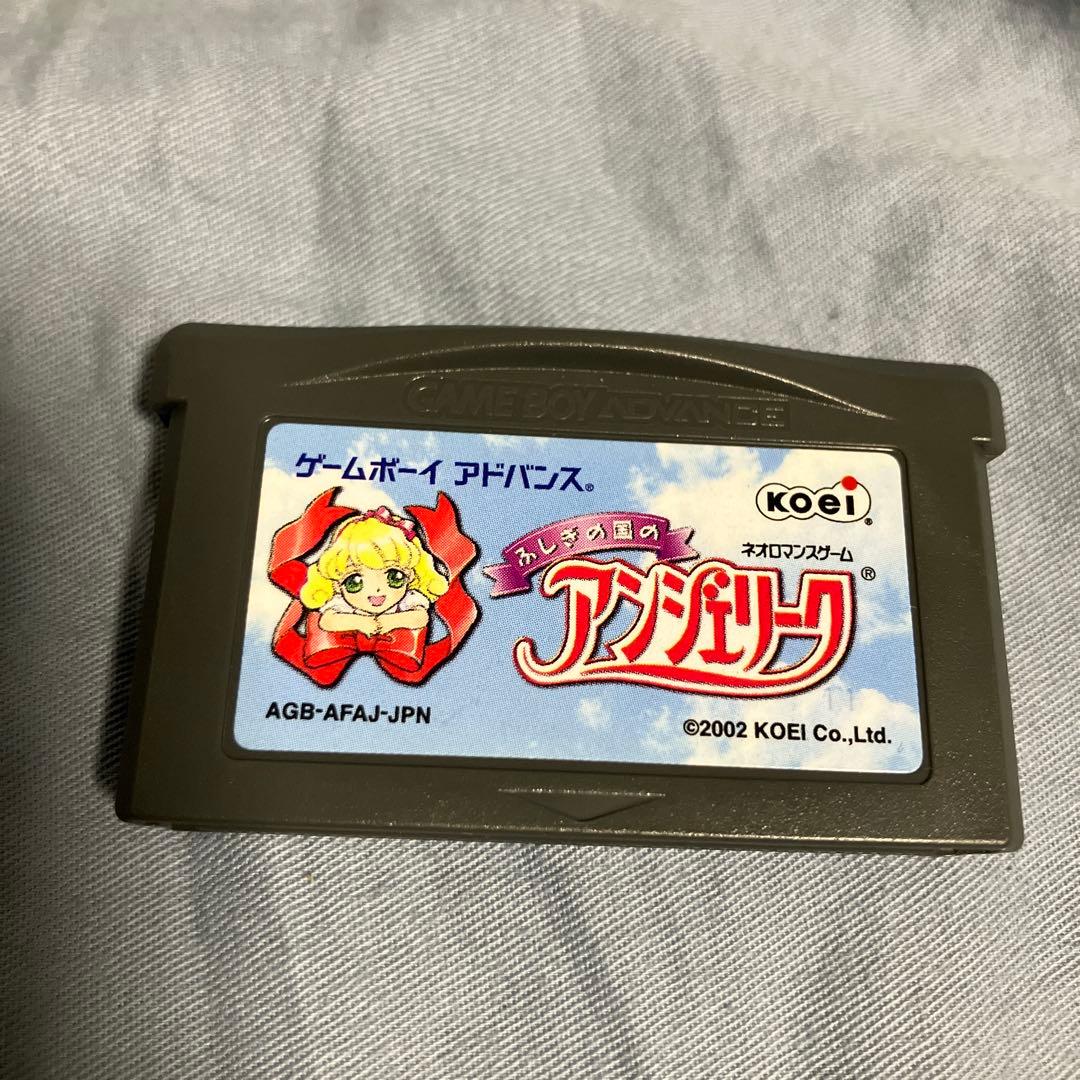 GAME BOY ADVANCE
ゲームボーイ アドバンス®
KOEI®
ネオロマンスゲーム
ふしぎの国の
アンジェリーク®
AGB-AFAJ-JPN
11
©2002 KOEI Co.,Ltd.